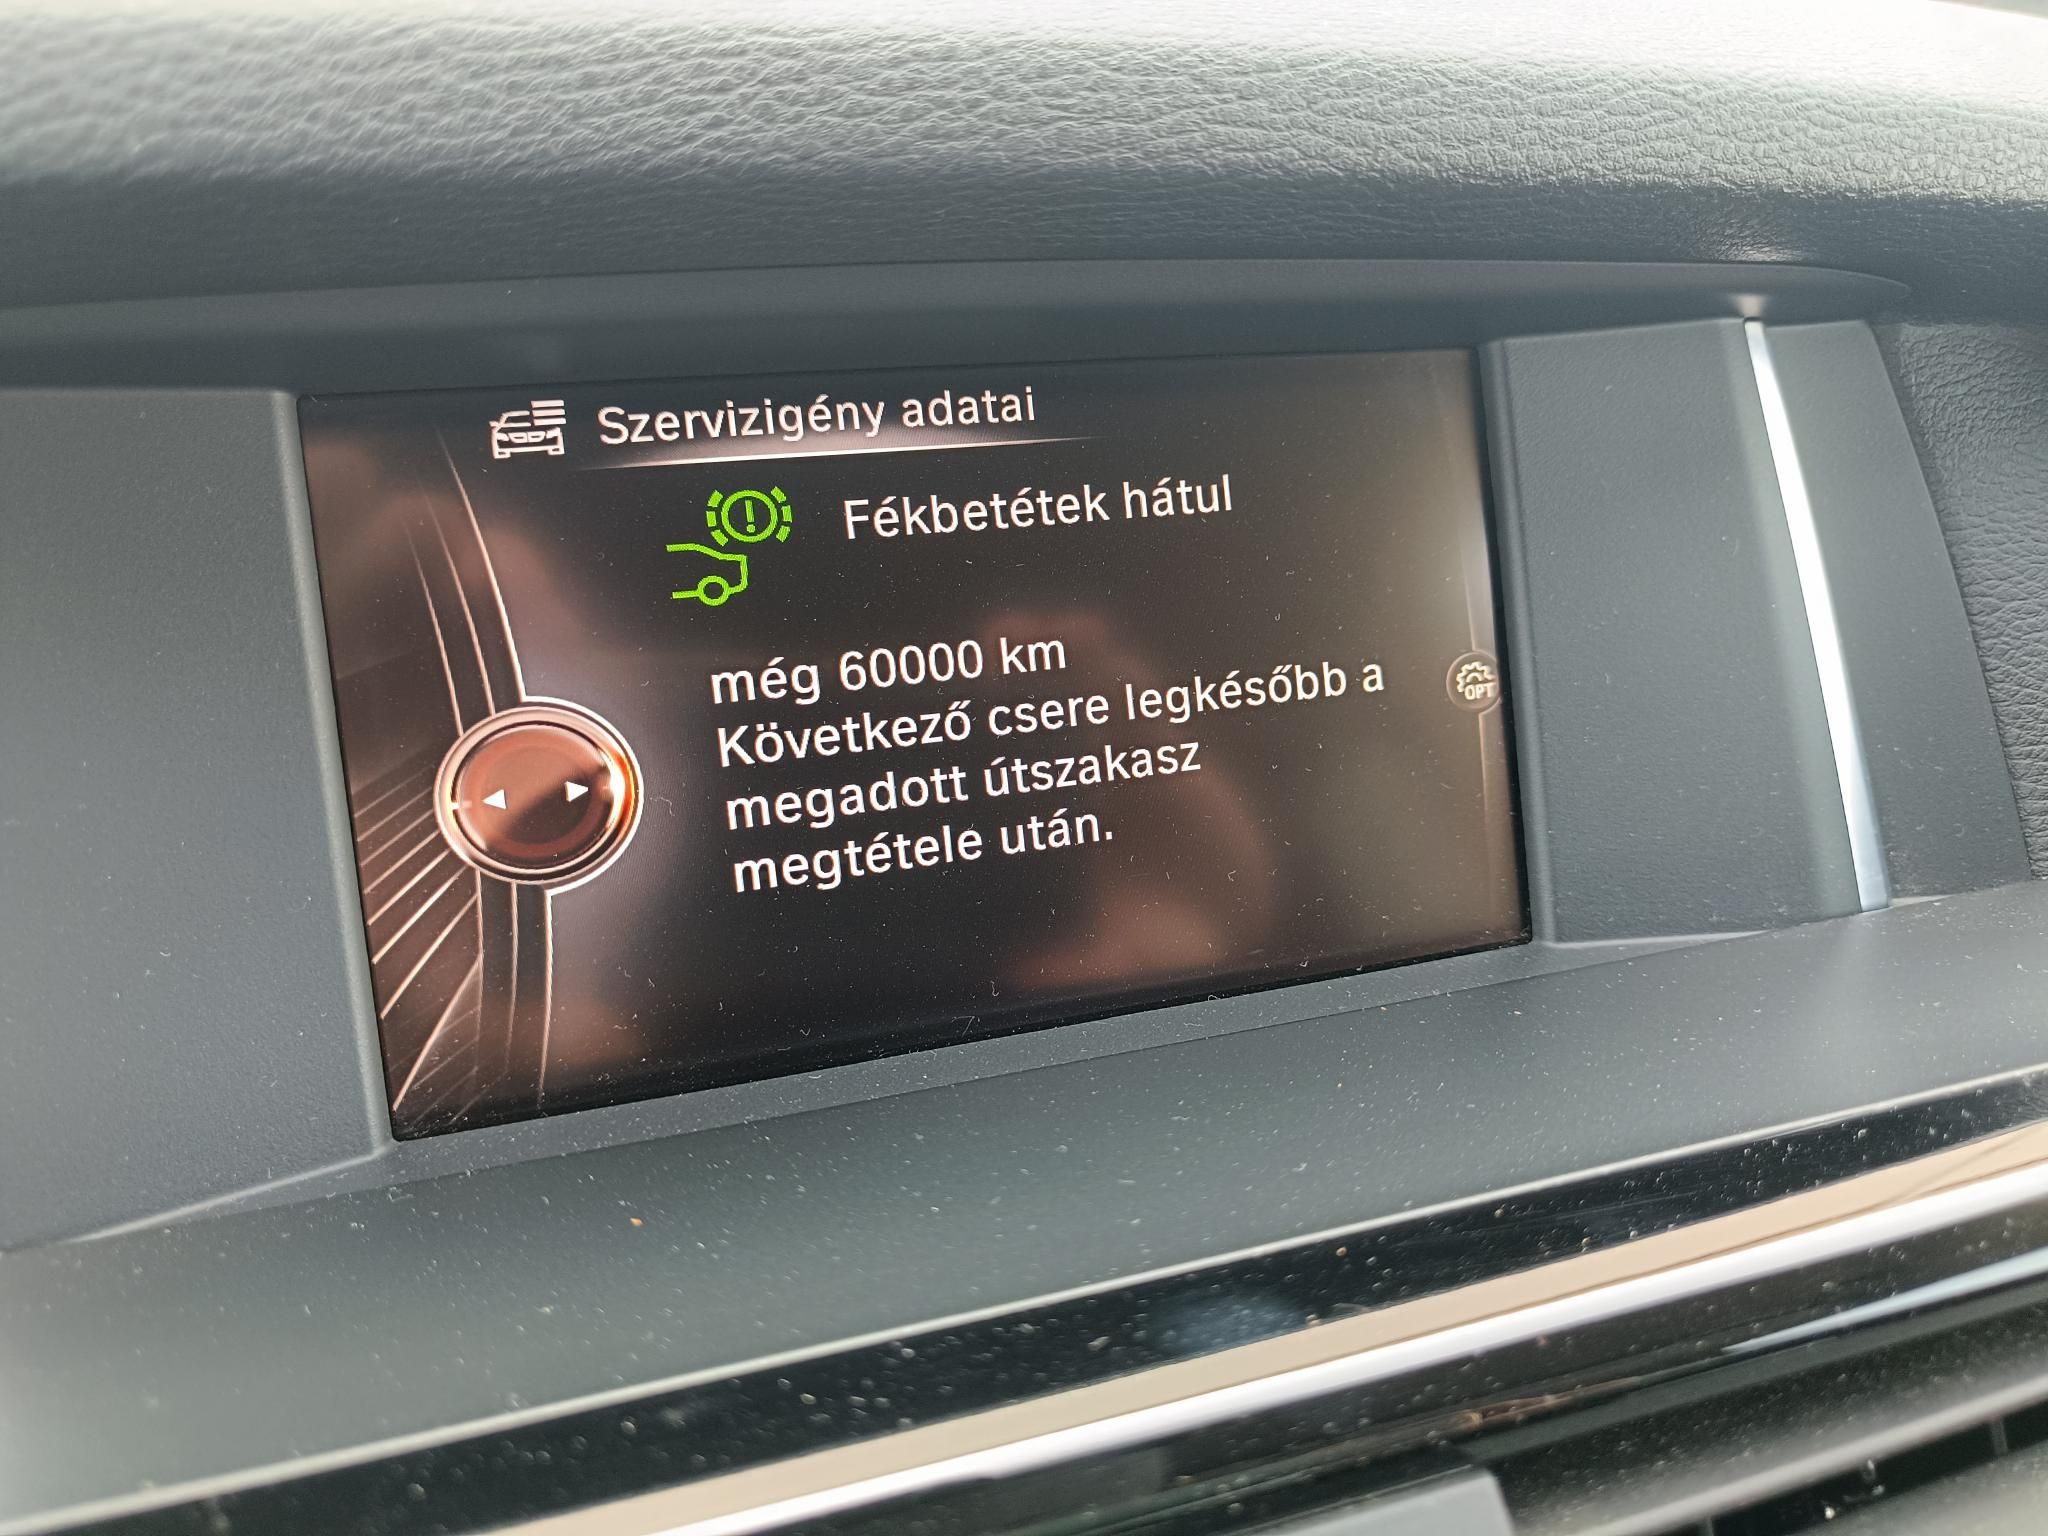 Szervizigény adatai
Fékbetétek hátul
még 60000 km
Következő csere legkésőbb a
megadott útszakasz
megtétele után.
OPT